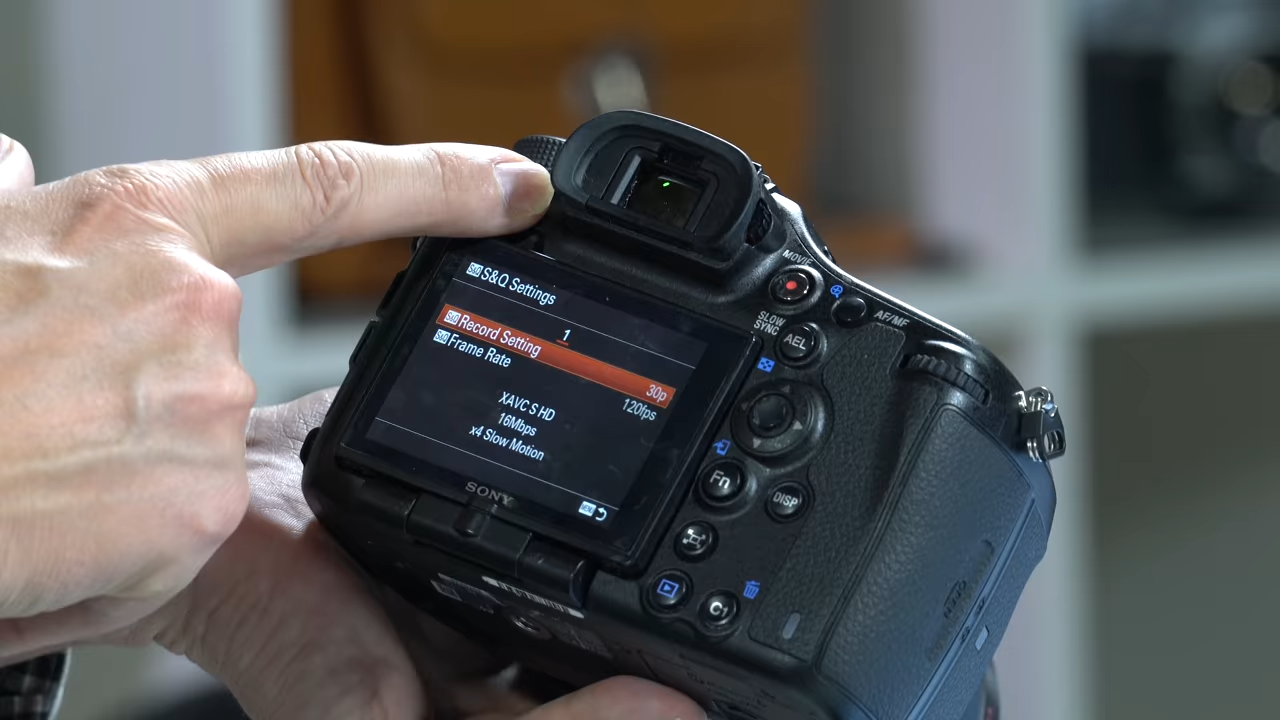 S&Q S&Q Settings
1
S&Q Record Setting 30p
S&Q Frame Rate 120fps
XAVC S HD
16Mbps
x4 Slow Motion
MENU
SONY
MOVIE
AF/MF
SLOW
SYNC
AEL
Fn
DISP
C1